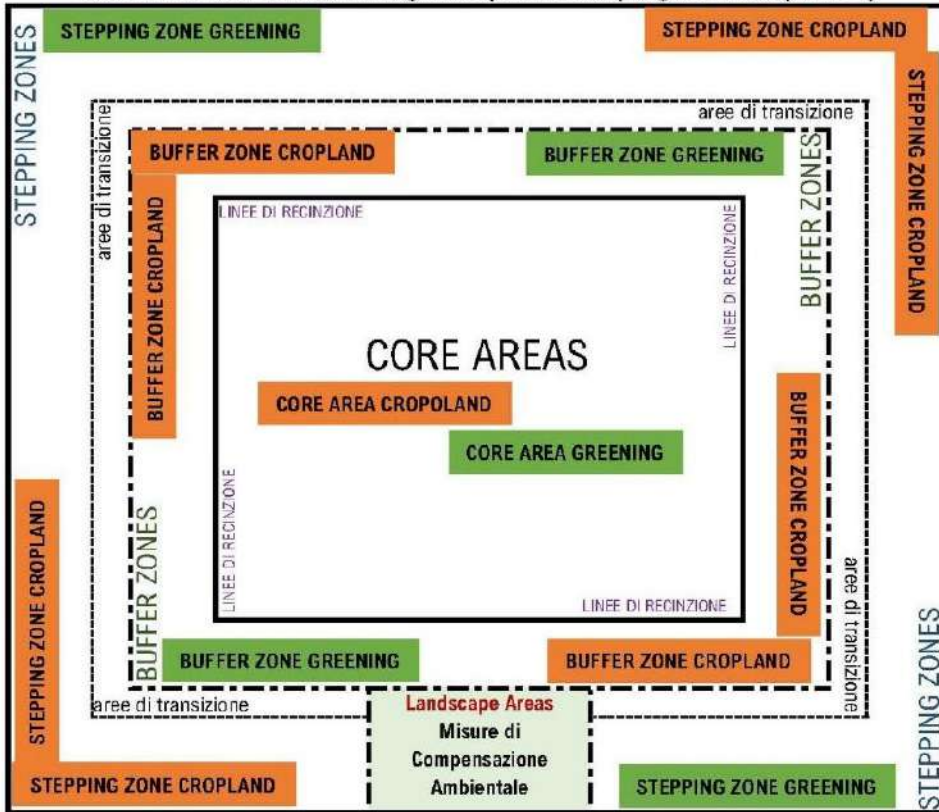 STEPPING ZONE GREENING
STEPPING ZONE CROPLAND
STEPPING ZONES
STEPPING ZONE CROPLAND
aree di transizione
aree di transizione
BUFFER ZONE CROPLAND
BUFFER ZONE GREENING
BUFFER ZONES
BUFFER ZONE CROPLAND
LINEE DI RECINZIONE
LINEE DI RECINZIONE
CORE AREAS
CORE AREA CROPOLAND
CORE AREA GREENING
BUFFER ZONE CROPLAND
LINEE DI RECINZIONE
LINEE DI RECINZIONE
STEPPING ZONE CROPLAND
BUFFER ZONES
aree di transizione
STEPPING ZONES
BUFFER ZONE GREENING
BUFFER ZONE CROPLAND
aree di transizione
Landscape Areas
Misure di
Compensazione
Ambientale
STEPPING ZONE CROPLAND
STEPPING ZONE GREENING